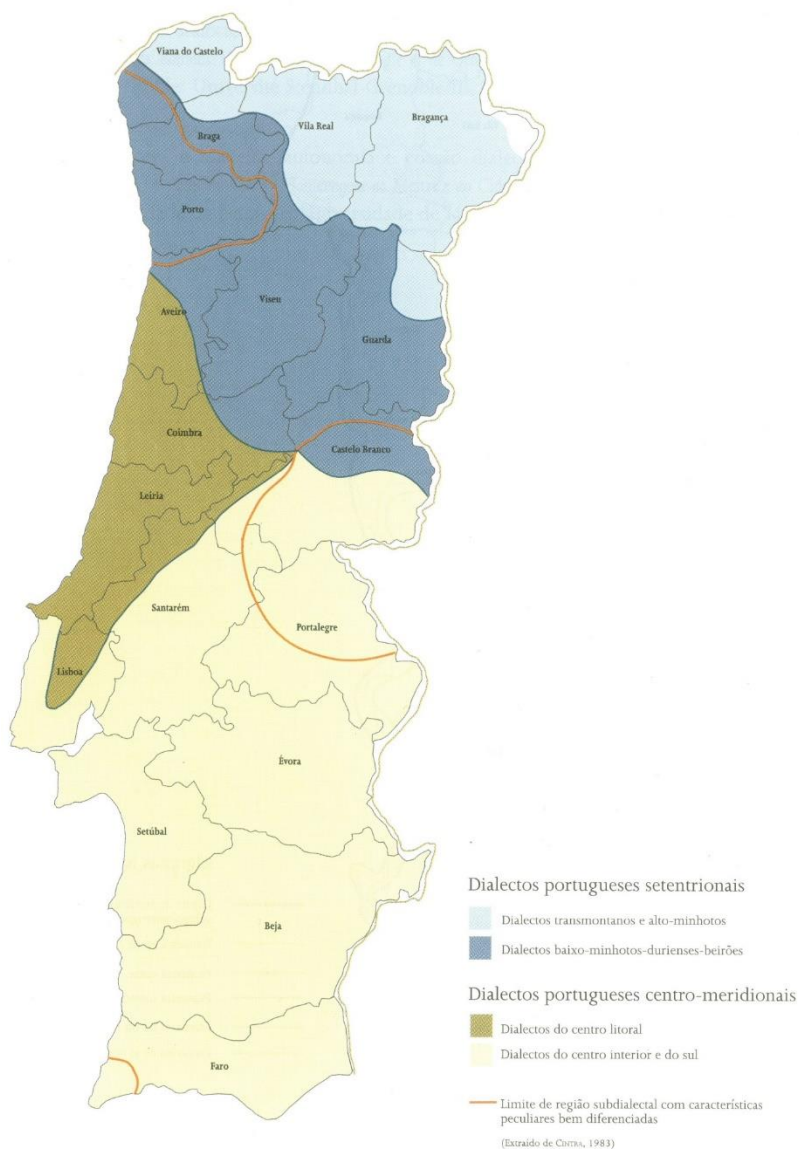 Viana do Castelo
Bragança
Vila Real
Braga
Porto
Aveiro
Viseu
Guarda
Coimbra
Castelo Branco
Leiria
Santarém
Portalegre
Lisboa
Évora
Setúbal
Beja
Faro
Dialectos portugueses setentrionais
Dialectos transmontanos e alto-minhotos
Dialectos baixo-minhotos-durienses-beirões
Dialectos portugueses centro-meridionais
Dialectos do centro litoral
Dialectos do centro interior e do sul
Limite de região subdialectal com características
peculiares bem diferenciadas
(Extraído de CINTRA, 1983)